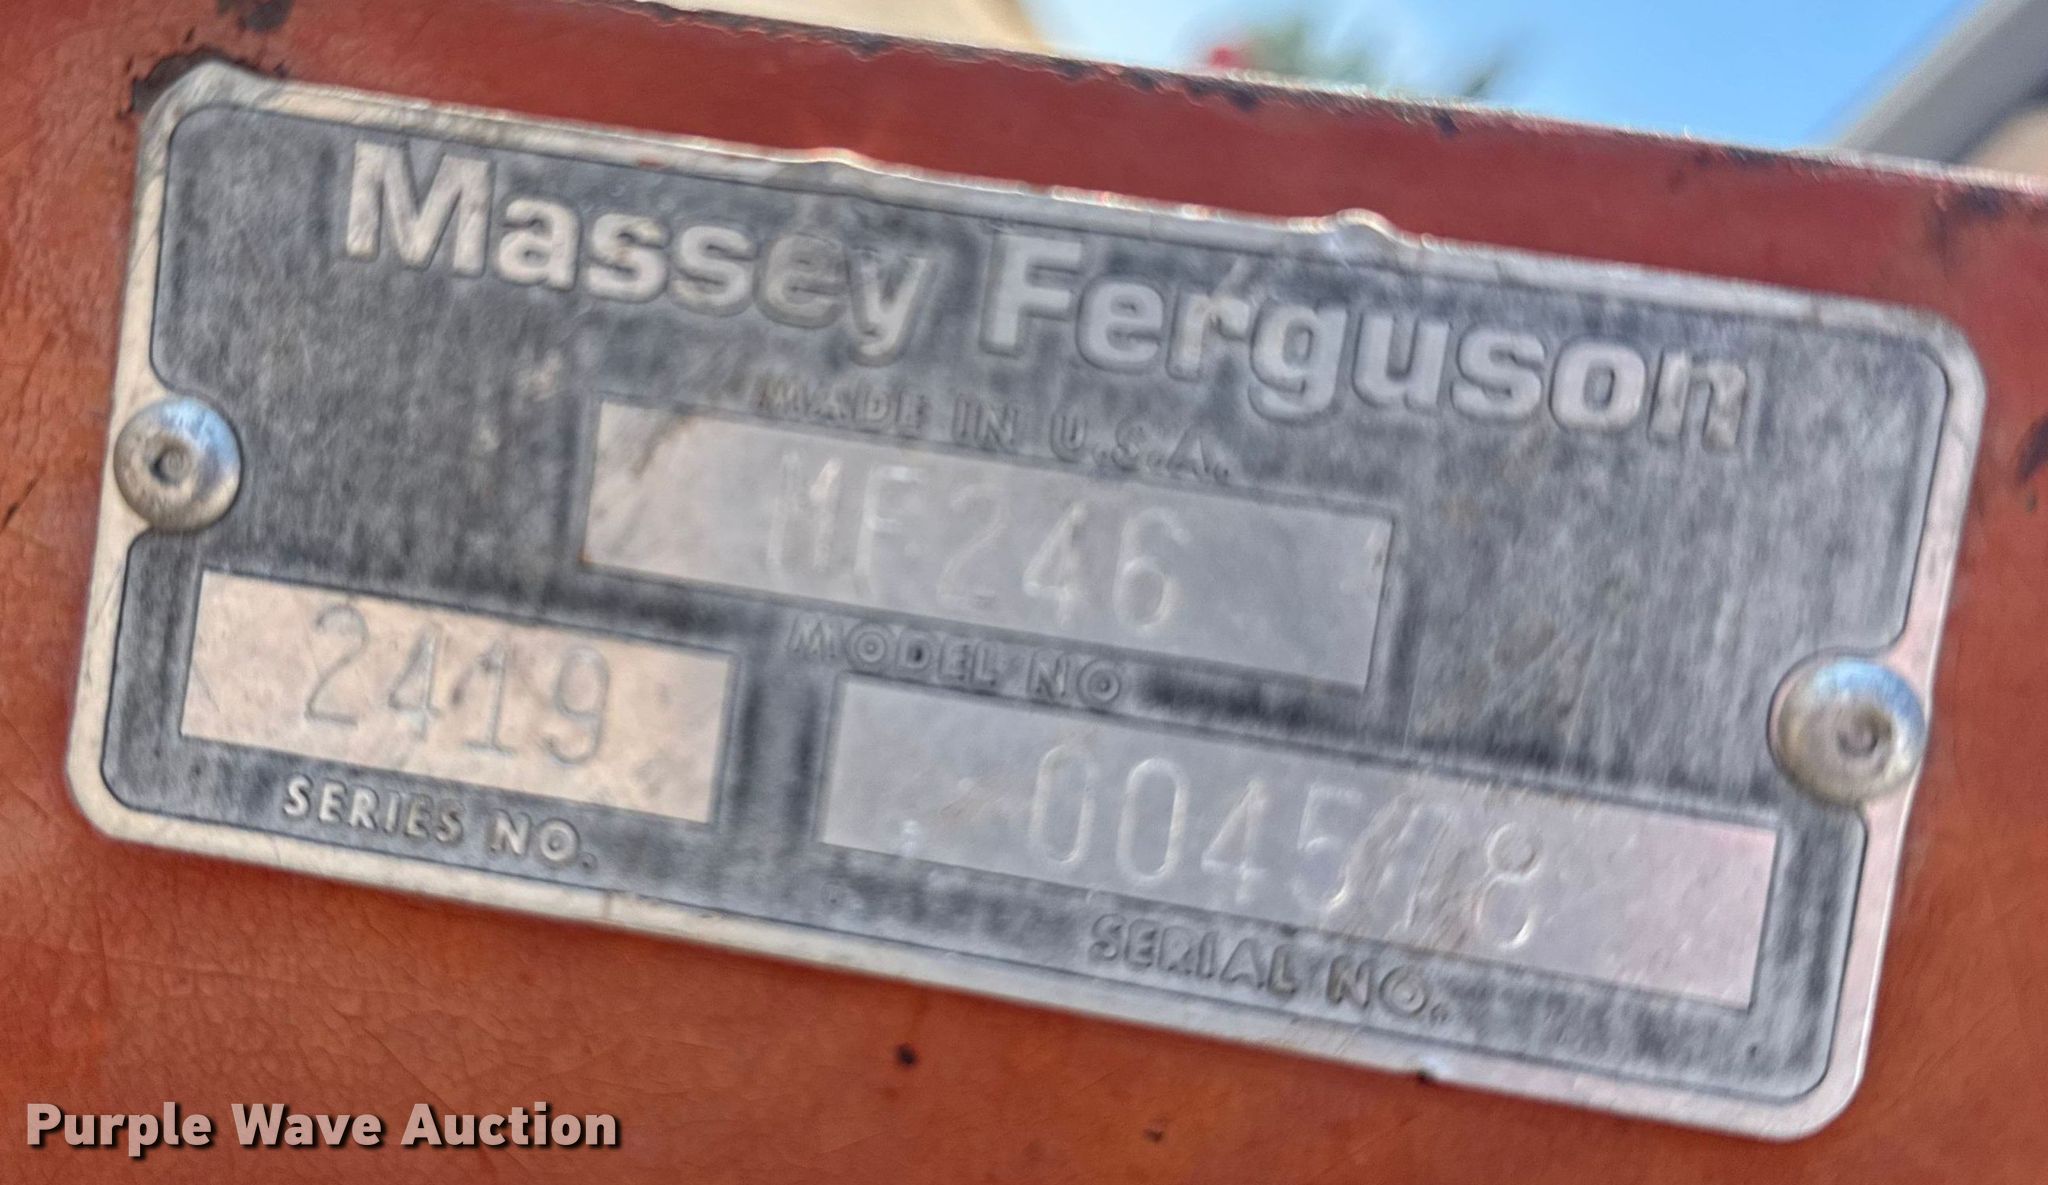 Massey Ferguson
MADE IN U.S.A.
MF246
MODEL NO
2419
SERIES NO.
SERIAL NO.
Purple Wave Auction